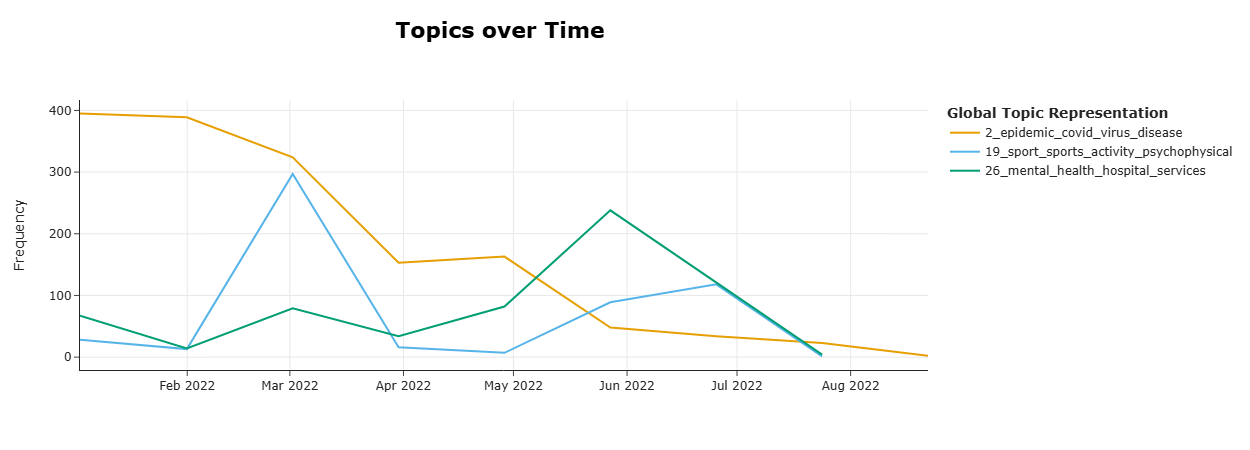 Topics over Time
Global Topic Representation
2_epidemic_covid_virus_disease
19_sport_sports_activity_psychophysical
26_mental_health_hospital_services
Frequency
400
300
200
100
0
Feb 2022
Mar 2022
Apr 2022
May 2022
Jun 2022
Jul 2022
Aug 2022